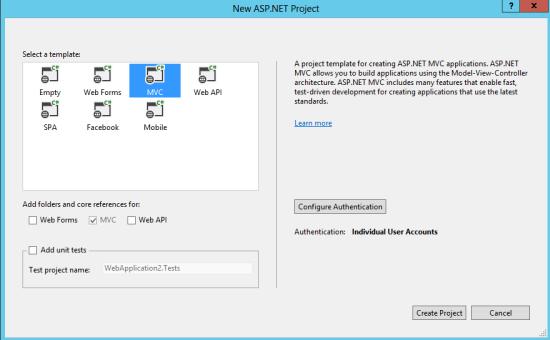 New ASP.NET Project
? x
Select a template:
Empty Web Forms MVC Web API
SPA Facebook Mobile
Add folders and core references for:
Web Forms MVC Web API
Add unit tests
Test project name: WebApplication2.Tests
A project template for creating ASP.NET MVC applications. ASP.NET
MVC allows you to build applications using the Model-View-Controller
architecture. ASP.NET MVC includes many features that enable fast,
test-driven development for creating applications that use the latest
standards.
Learn more
Configure Authentication
Authentication: Individual User Accounts
Create Project Cancel